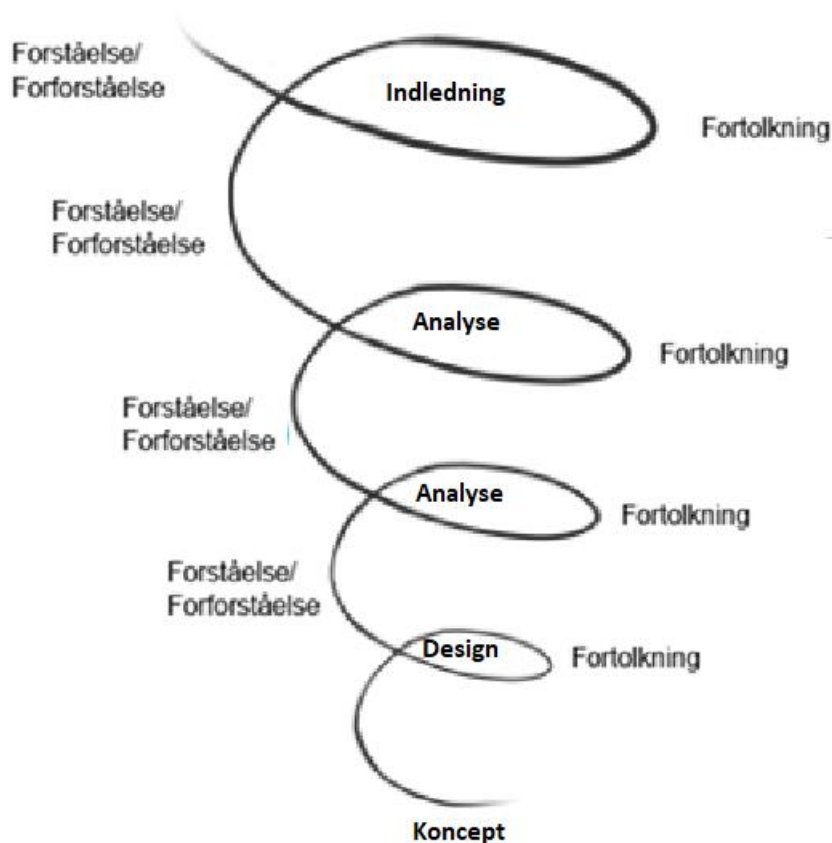 Forståelse/
Forforståelse
Indledning
Fortolkning
Forståelse/
Forforståelse
Analyse
Fortolkning
Forståelse/
Forforståelse
Analyse
Fortolkning
Forståelse/
Forforståelse
Design
Fortolkning
Koncept